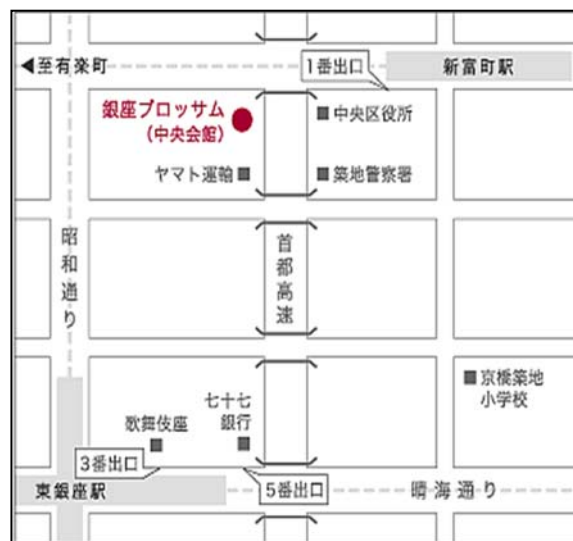 ◀至有楽町
1番出口
新富町駅
銀座ブロッサム
(中央会館)
中央区役所
ヤマト運輸
築地警察署
昭和通り
首都高速
京橋築地
小学校
七十七
銀行
歌舞伎座
3番出口
東銀座駅
5番出口
晴海通り